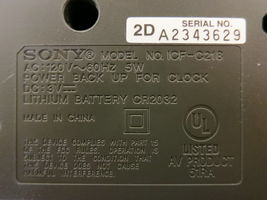 SERIAL NO.
2D A2343629
SONY MODEL NO. ICF-C218
AC:120V~60Hz 5W
POWER BACK UP FOR CLOCK
DC:3V⎓
LITHIUM BATTERY CR2032
MADE IN CHINA
THIS DEVICE COMPLIES WITH PART 15
OF THE FCC RULES. OPERATION IS
SUBJECT TO THE CONDITION THAT
THIS DEVICE DOES NOT CAUSE
HARMFUL INTERFERENCE.
UL
®
LISTED
AV PRODUCT
51RA